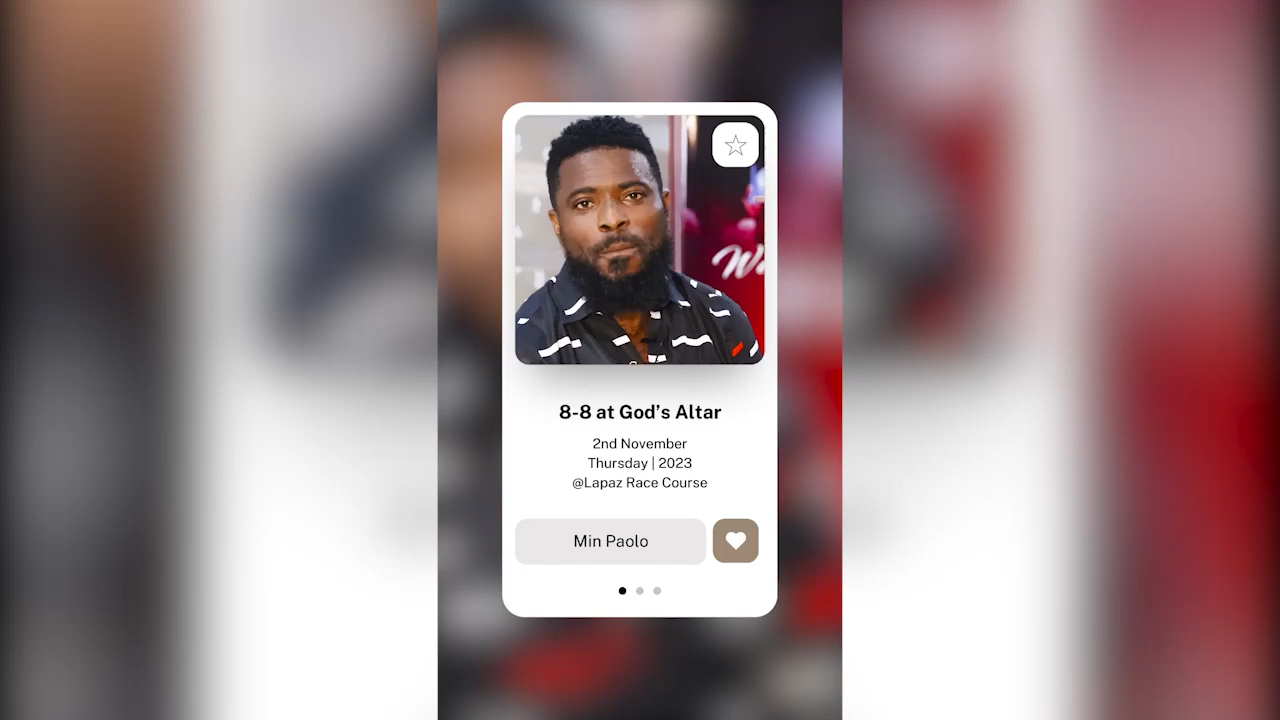 8-8 at God’s Altar
2nd November
Thursday | 2023
@Lapaz Race Course
Min Paolo